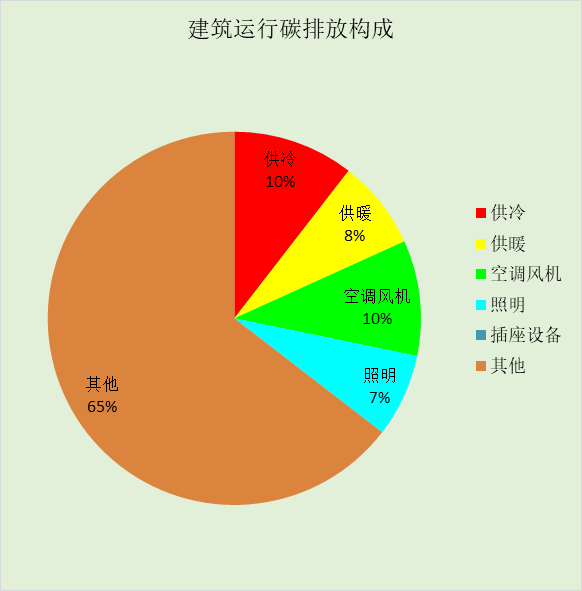 建筑运行碳排放构成
供冷
10%
供暖
8%
空调风机
10%
照明
7%
其他
65%
供冷
供暖
空调风机
照明
插座设备
其他